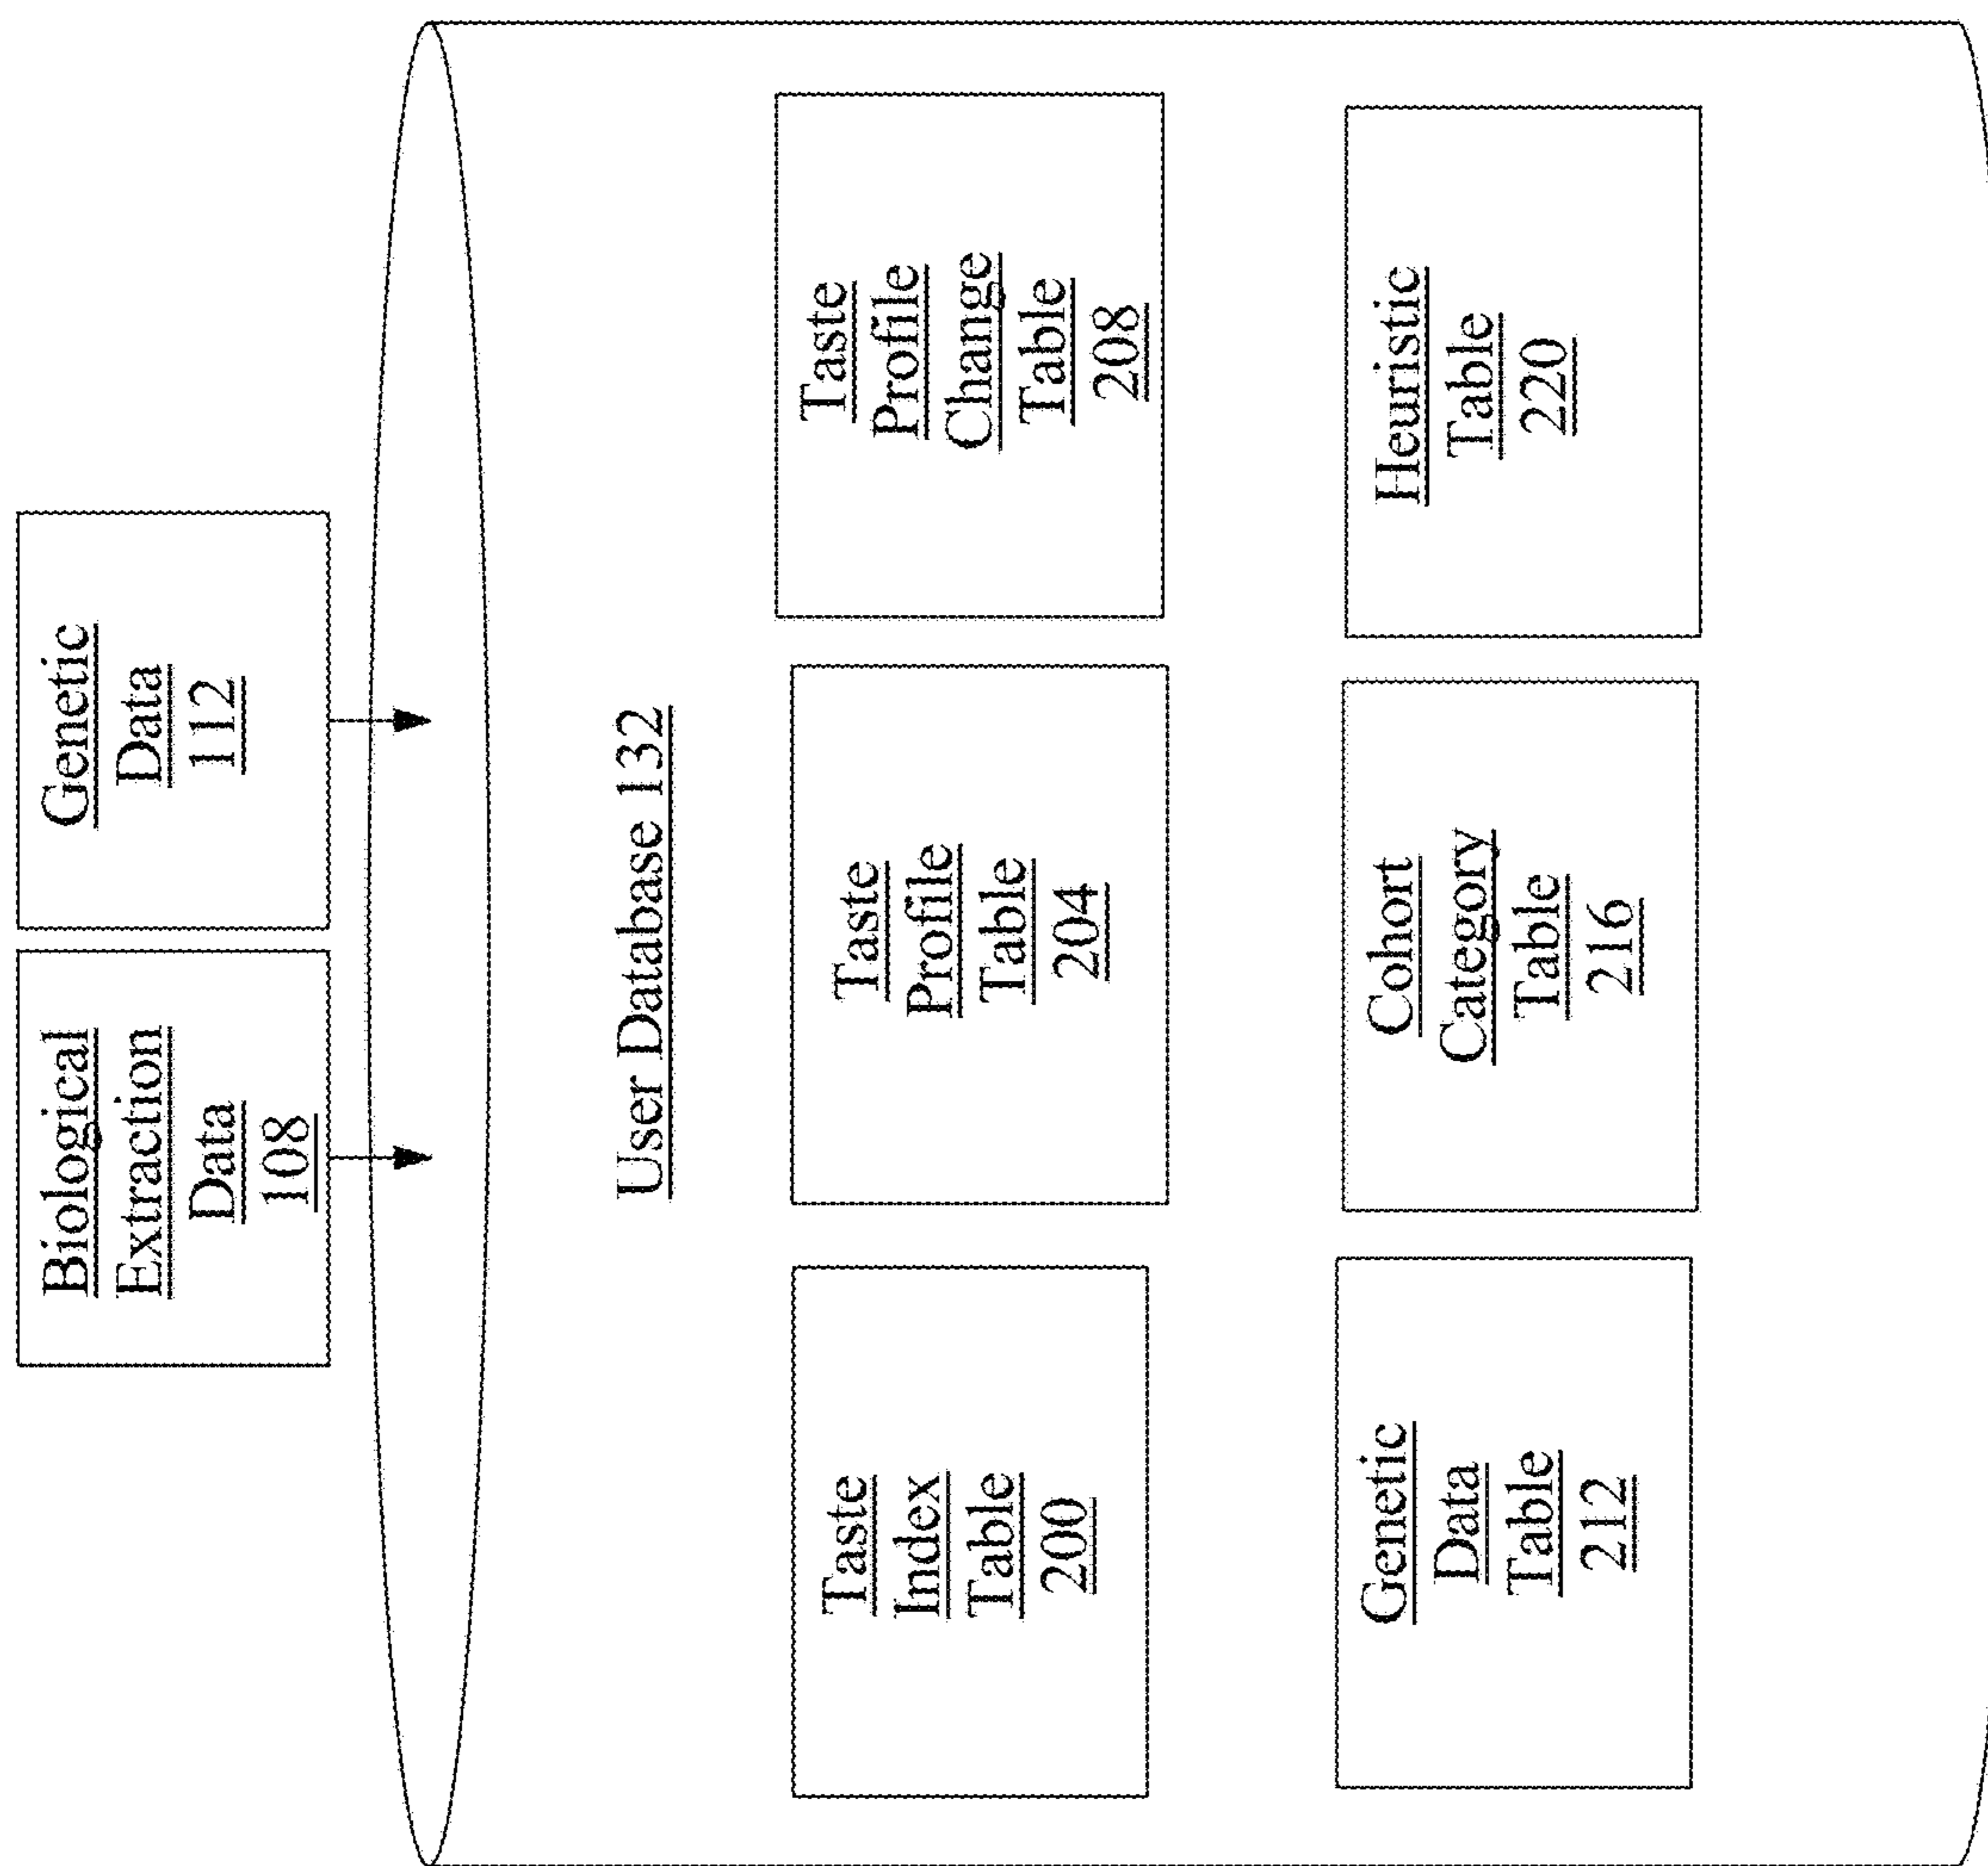 Biological
Extraction
Data
108
Genetic
Data
112
User Database 132
Taste
Index
Table
200
Taste
Profile
Table
204
Taste
Profile
Change
Table
208
Genetic
Data
Table
212
Cohort
Category
Table
216
Heuristic
Table
220